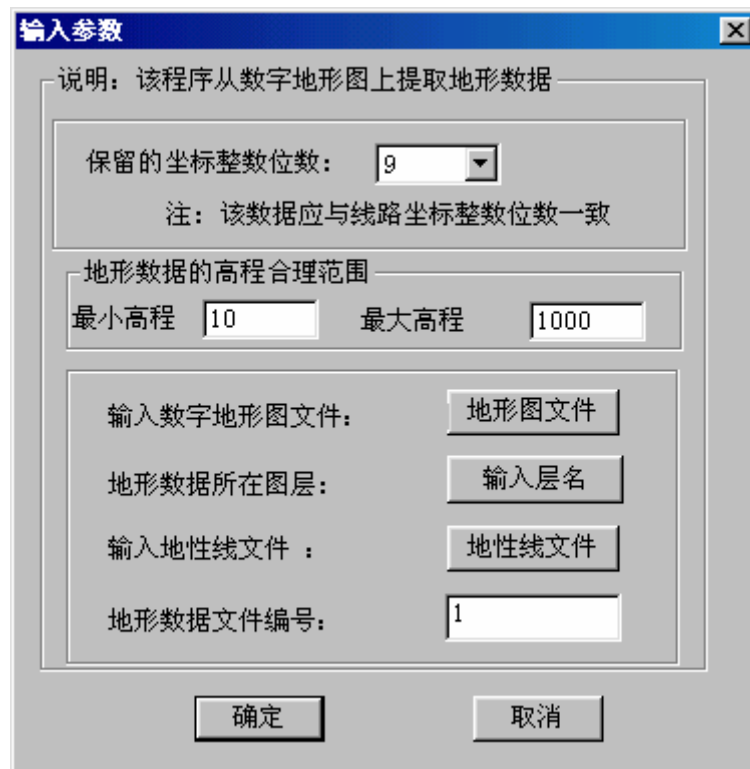 输入参数
说明：该程序从数字地形图上提取地形数据
保留的坐标整数位数： 9
注：该数据应与线路坐标整数位数一致
地形数据的高程合理范围
最小高程 10 最大高程 1000
输入数字地形图文件： 地形图文件
地形数据所在图层： 输入层名
输入地性线文件 ： 地性线文件
地形数据文件编号： 1
确定 取消